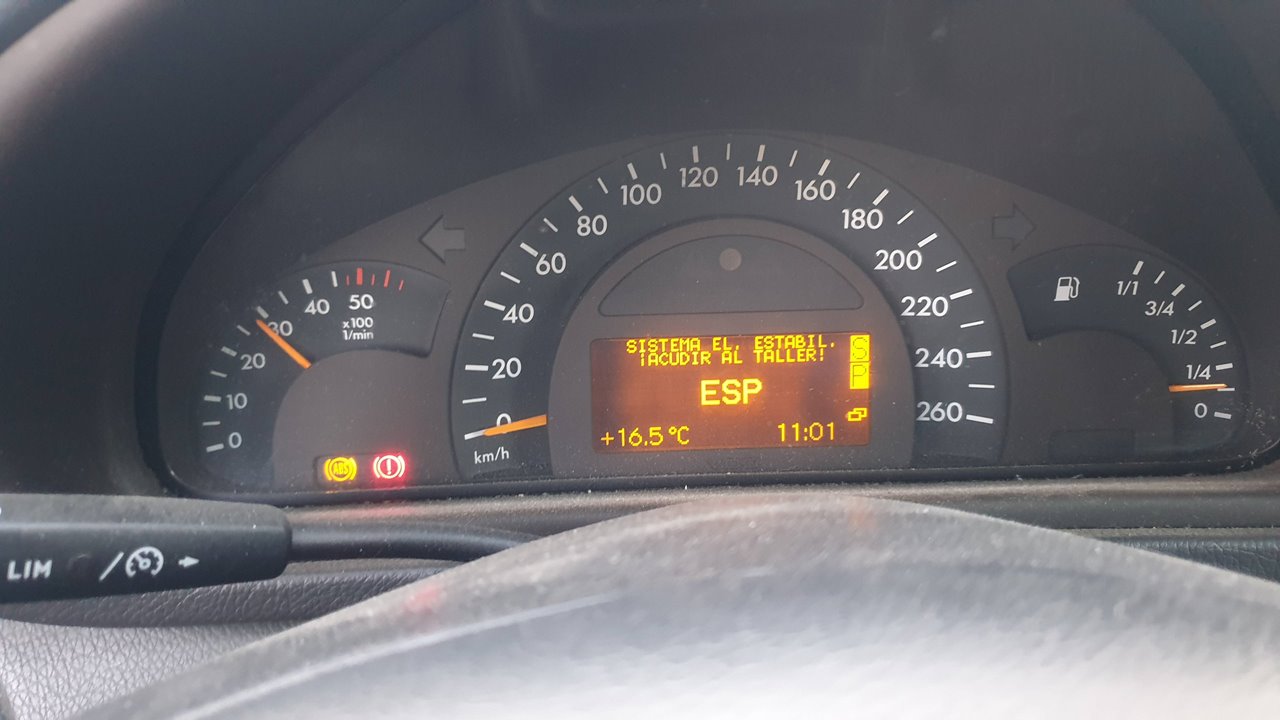 100 120 140 160
80 180
60 200
40 220
20 240
0 260
km/h
50
40
30
20
10
0
x100
1/min
1/1
3/4
1/2
1/4
0
SISTEMA EL. ESTABIL.
¡ACUDIR AL TALLER!
S
P
ESP
+16.5°C 11:01
ABS
LIM